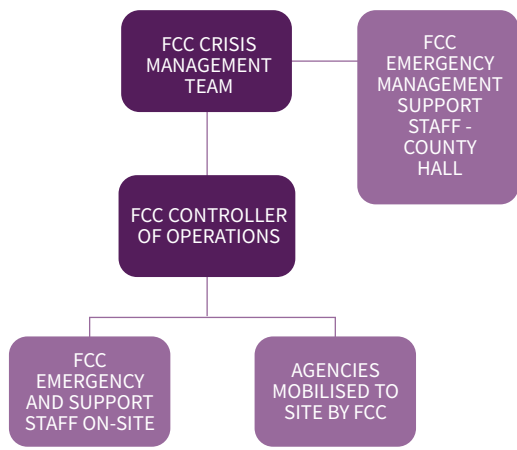 FCC CRISIS
MANAGEMENT
TEAM
FCC
EMERGENCY
MANAGEMENT
SUPPORT
STAFF -
COUNTY
HALL
FCC CONTROLLER
OF OPERATIONS
FCC
EMERGENCY
AND SUPPORT
STAFF ON-SITE
AGENCIES
MOBILISED TO
SITE BY FCC